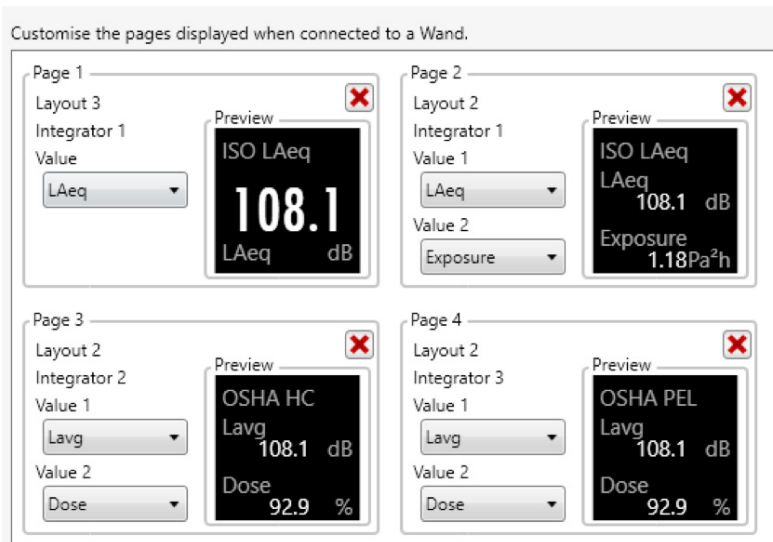 Customise the pages displayed when connected to a Wand.
Page 1
Layout 3
Integrator 1
Value
LAeq
Preview
ISO LAeq
108.1
LAeq dB
Page 2
Layout 2
Integrator 1
Value 1
LAeq
Value 2
Exposure
Preview
ISO LAeq
LAeq
108.1 dB
Exposure
1.18Pa²h
Page 3
Layout 2
Integrator 2
Value 1
Lavg
Value 2
Dose
Preview
OSHA HC
Lavg
108.1 dB
Dose
92.9 %
Page 4
Layout 2
Integrator 3
Value 1
Lavg
Value 2
Dose
Preview
OSHA PEL
Lavg
108.1 dB
Dose
92.9 %